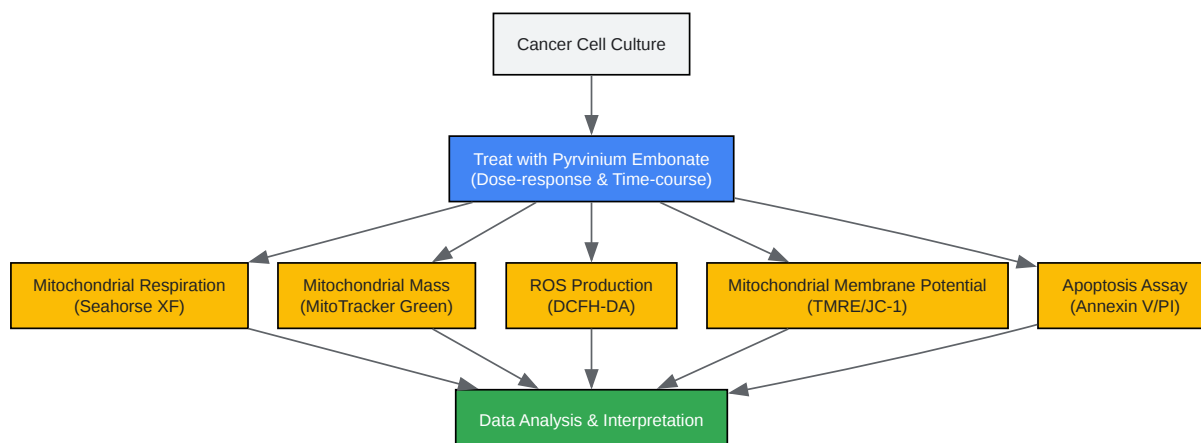 Cancer Cell Culture
Treat with Pyrvinium Embonate
(Dose-response & Time-course)
Mitochondrial Respiration
(Seahorse XF)
Mitochondrial Mass
(MitoTracker Green)
ROS Production
(DCFH-DA)
Mitochondrial Membrane Potential
(TMRE/JC-1)
Apoptosis Assay
(Annexin V/PI)
Data Analysis & Interpretation